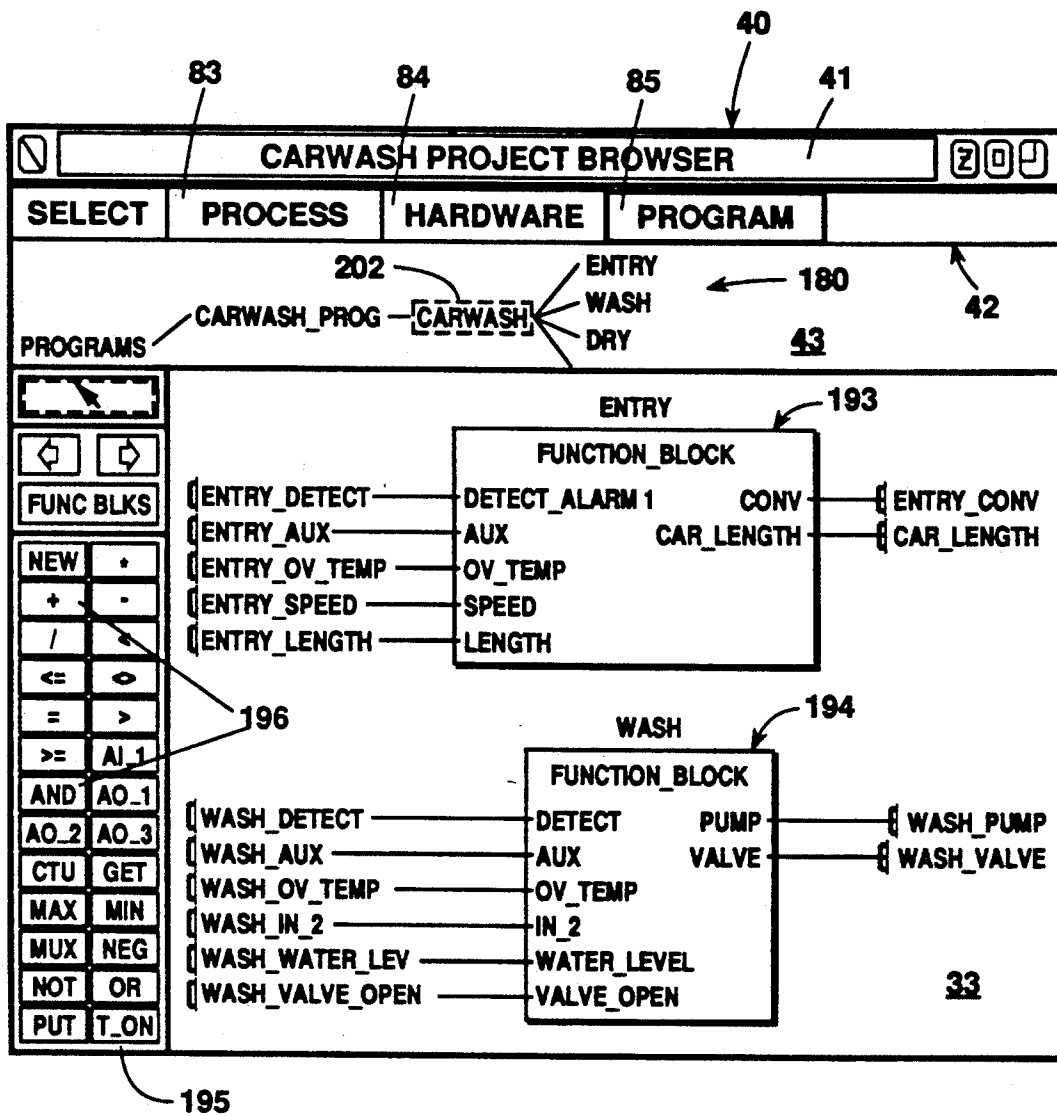 40
83 84 85 41
CARWASH PROJECT BROWSER
SELECT PROCESS HARDWARE PROGRAM
202 ENTRY 180
CARWASH_PROG CARWASH WASH 42
PROGRAMS DRY 43
ENTRY 193
FUNCTION_BLOCK
ENTRY_DETECT DETECT_ALARM 1 CONV ENTRY_CONV
ENTRY_AUX AUX CAR_LENGTH CAR_LENGTH
ENTRY_OV_TEMP OV_TEMP
ENTRY_SPEED SPEED
ENTRY_LENGTH LENGTH
WASH 194
FUNCTION_BLOCK
WASH_DETECT DETECT PUMP WASH_PUMP
WASH_AUX AUX VALVE WASH_VALVE
WASH_OV_TEMP OV_TEMP
WASH_IN_2 IN_2
WASH_WATER_LEV WATER_LEVEL
WASH_VALVE_OPEN VALVE_OPEN
33
FUNC BLKS
NEW *
+ -
/ <
<= <>
= >
196
>= AI_1
AND AO_1
AO_2 AO_3
CTU GET
MAX MIN
MUX NEG
NOT OR
PUT T_ON
195